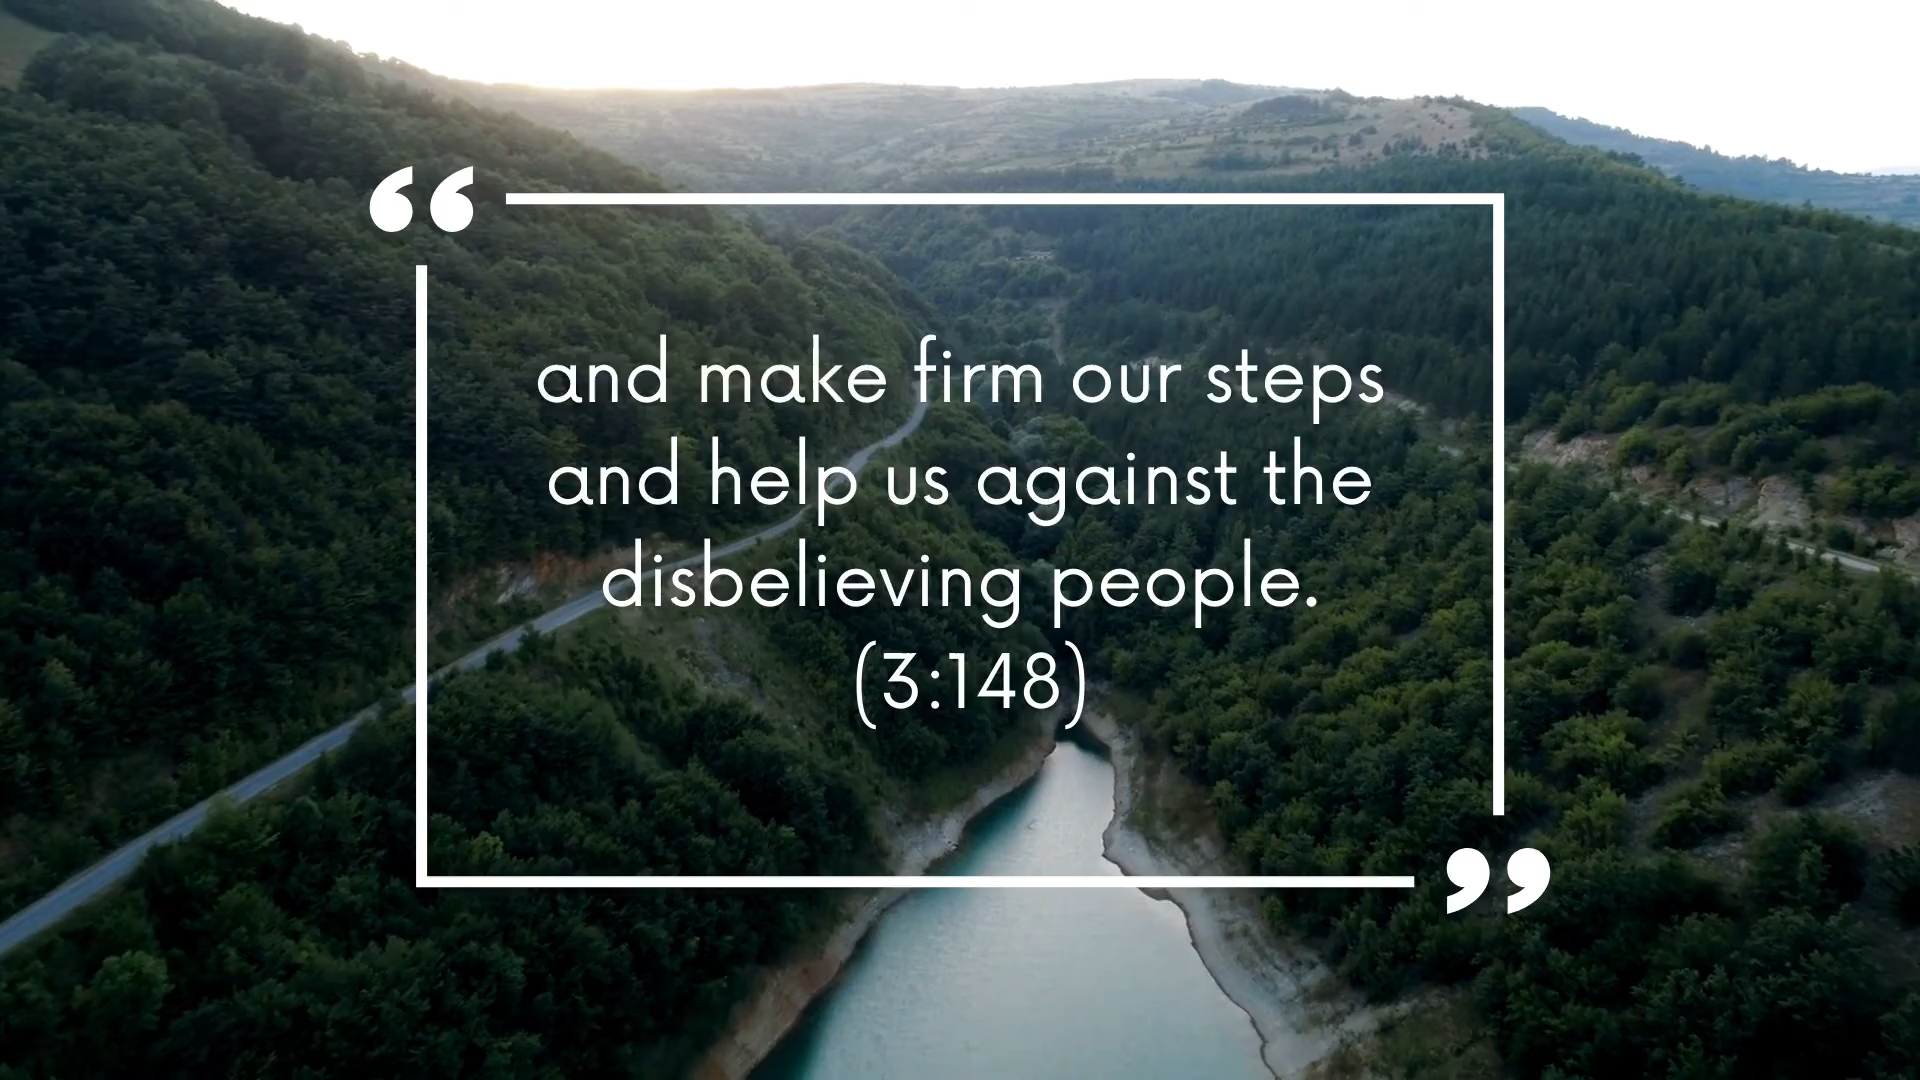 “
and make firm our steps
and help us against the
disbelieving people.
(3:148)
”